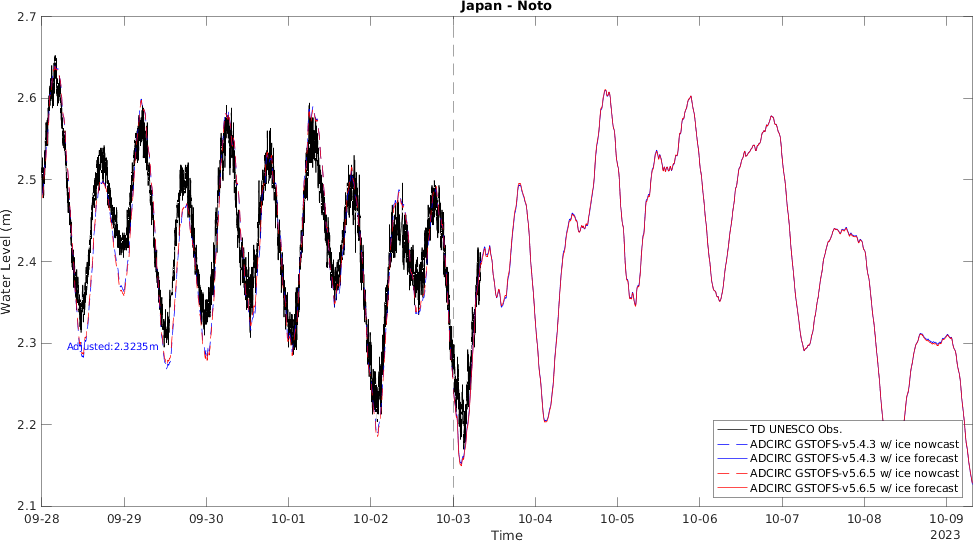 Japan - Noto
2.7
2.6
2.5
2.4
2.3
2.2
2.1
Water Level (m)
Adjusted:2.3235m
TD UNESCO Obs.
ADCIRC GSTOFS-v5.4.3 w/ ice nowcast
ADCIRC GSTOFS-v5.4.3 w/ ice forecast
ADCIRC GSTOFS-v5.6.5 w/ ice nowcast
ADCIRC GSTOFS-v5.6.5 w/ ice forecast
09-28 09-29 09-30 10-01 10-02 10-03 10-04 10-05 10-06 10-07 10-08 10-09
2023
Time